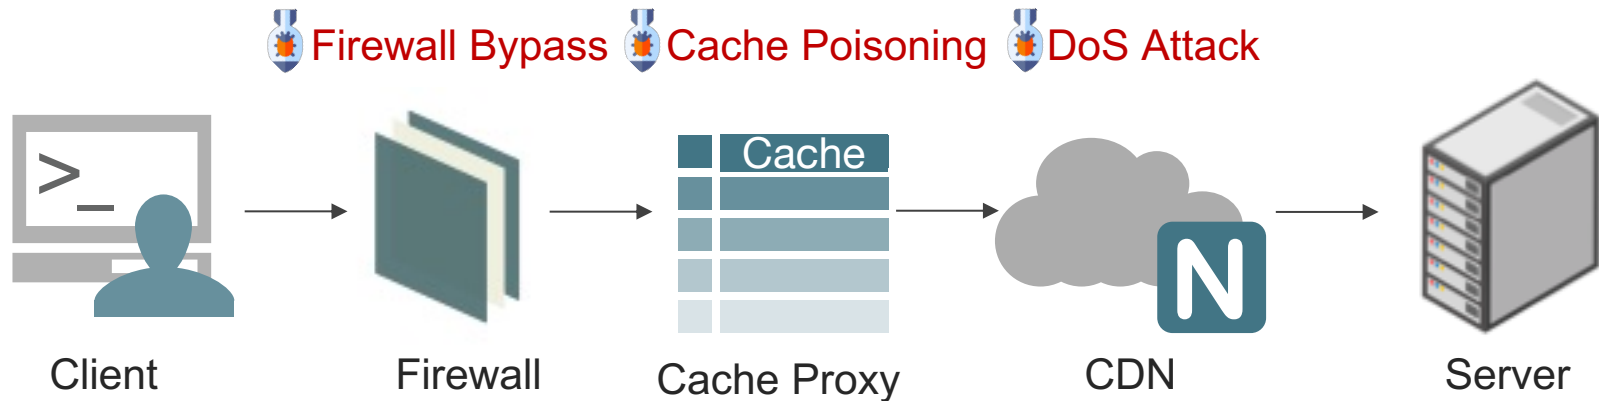 Firewall Bypass Cache Poisoning DoS Attack
>_
Cache
N
Client Firewall Cache Proxy CDN Server